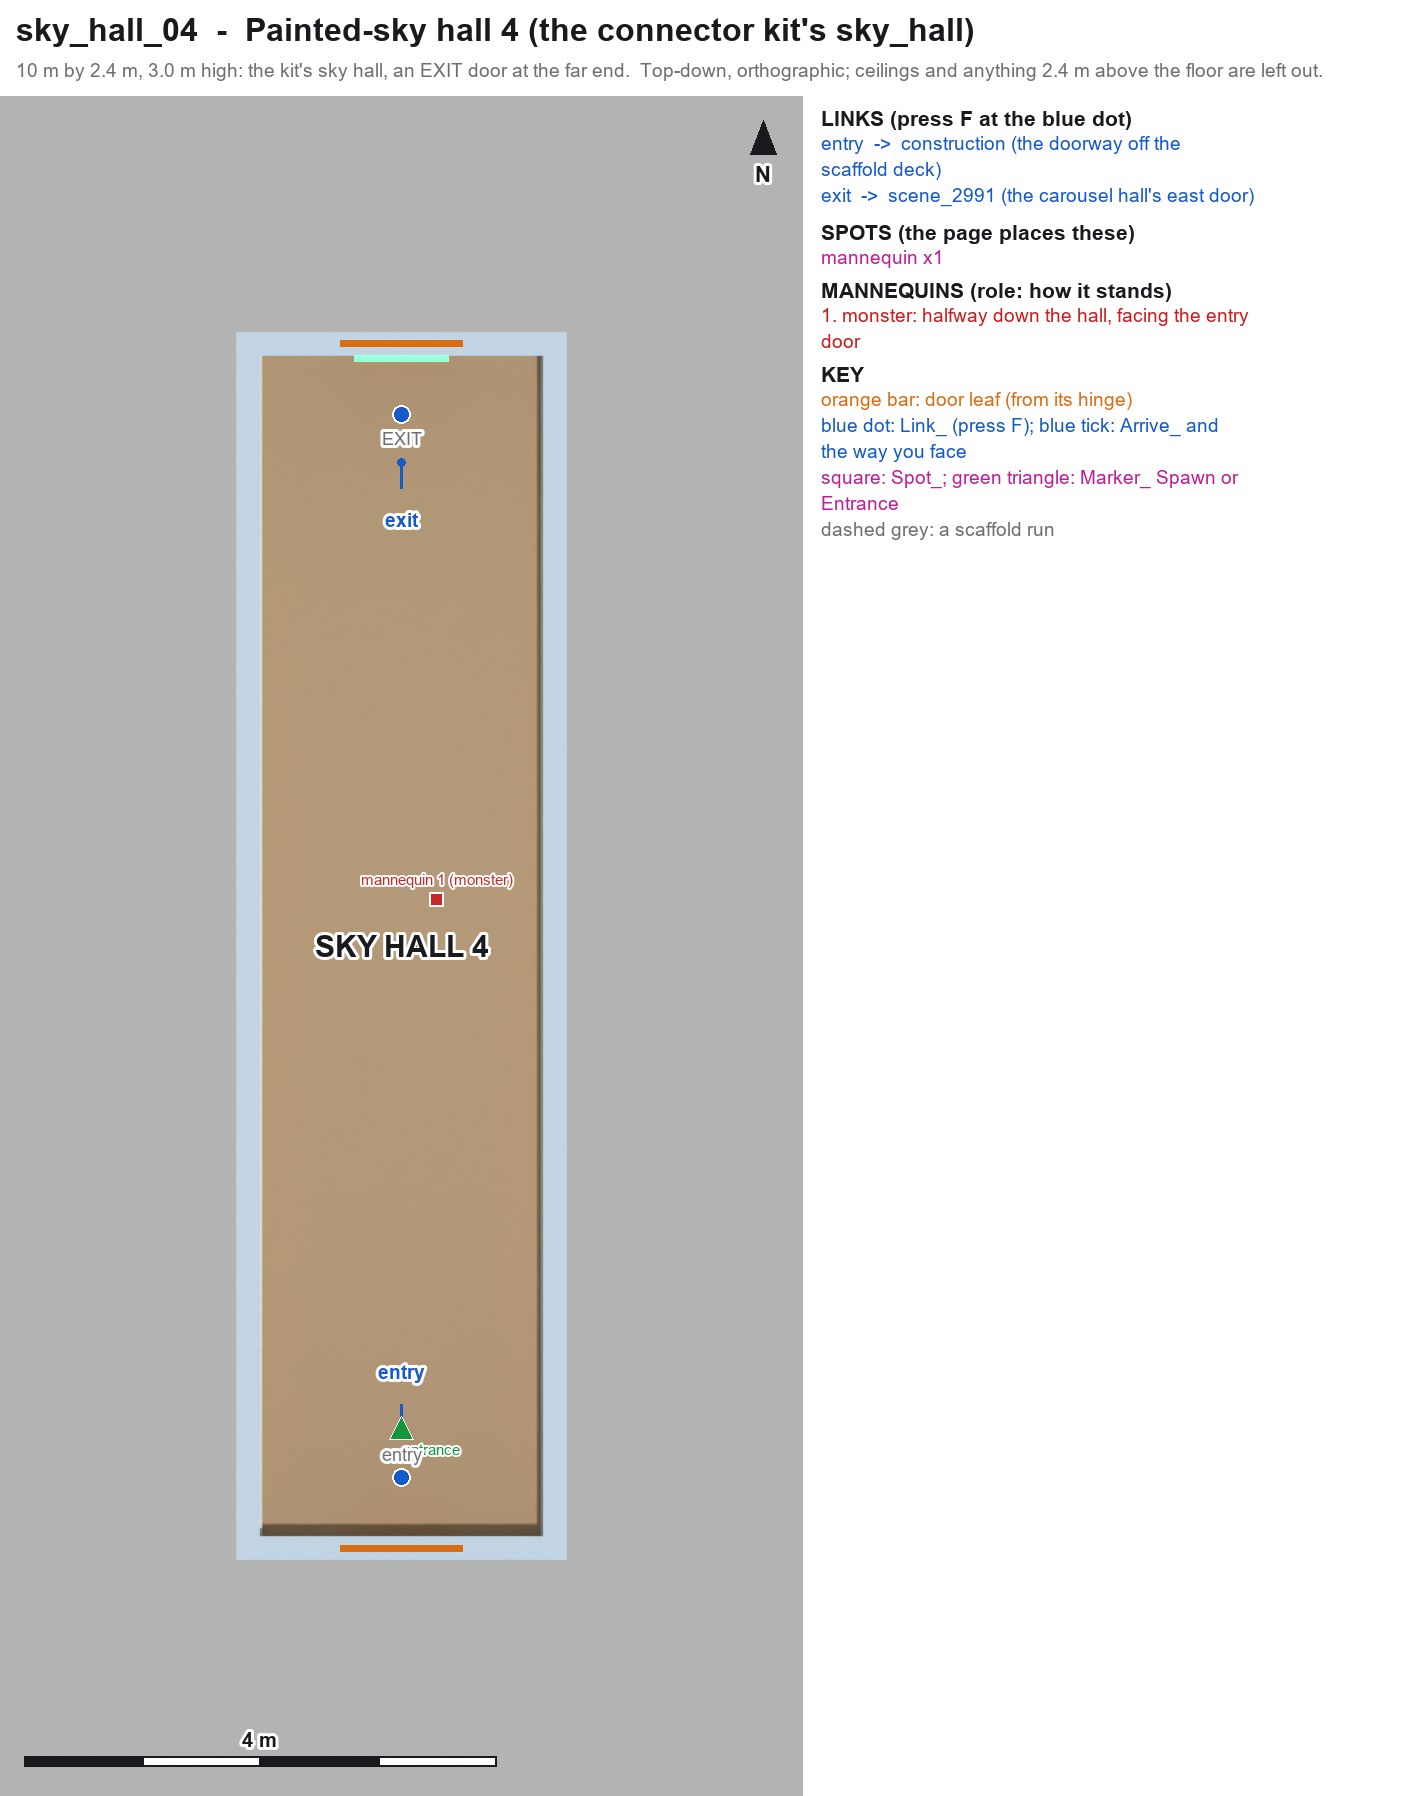 sky_hall_04  -  Painted-sky hall 4 (the connector kit's sky_hall)
10 m by 2.4 m, 3.0 m high: the kit's sky hall, an EXIT door at the far end.  Top-down, orthographic; ceilings and anything 2.4 m above the floor are left out.
N
EXIT
exit
mannequin 1 (monster)
SKY HALL 4
entry
entry
4 m
LINKS (press F at the blue dot)
entry  ->  construction (the doorway off the
scaffold deck)
exit  ->  scene_2991 (the carousel hall's east door)
SPOTS (the page places these)
mannequin x1
MANNEQUINS (role: how it stands)
1. monster: halfway down the hall, facing the entry
door
KEY
orange bar: door leaf (from its hinge)
blue dot: Link_ (press F); blue tick: Arrive_ and
the way you face
square: Spot_; green triangle: Marker_ Spawn or
Entrance
dashed grey: a scaffold run